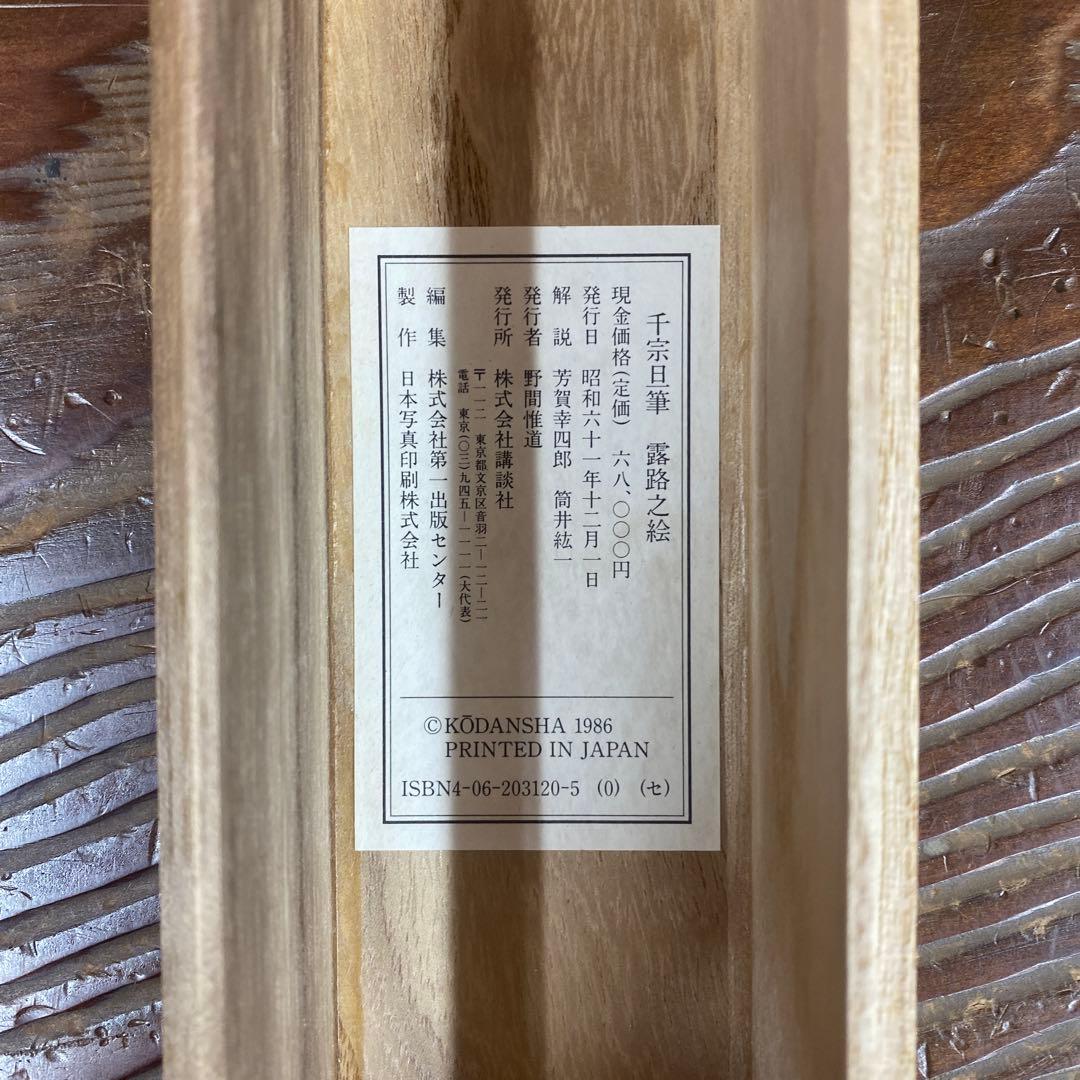 千宗旦筆　露路之絵
現金価格(定価)　六八、〇〇〇円
発行日　昭和六十一年十二月一日
解説　芳賀幸四郎　筒井紘一
発行者　野間惟道
発行所　株式会社講談社
〒一一二　東京都文京区音羽二—一二—二一
電話　東京(〇三)九四五—一一一一(大代表)
編集　株式会社第一出版センター
製作　日本写真印刷株式会社
©KŌDANSHA 1986
PRINTED IN JAPAN
ISBN4-06-203120-5 (0) (セ)